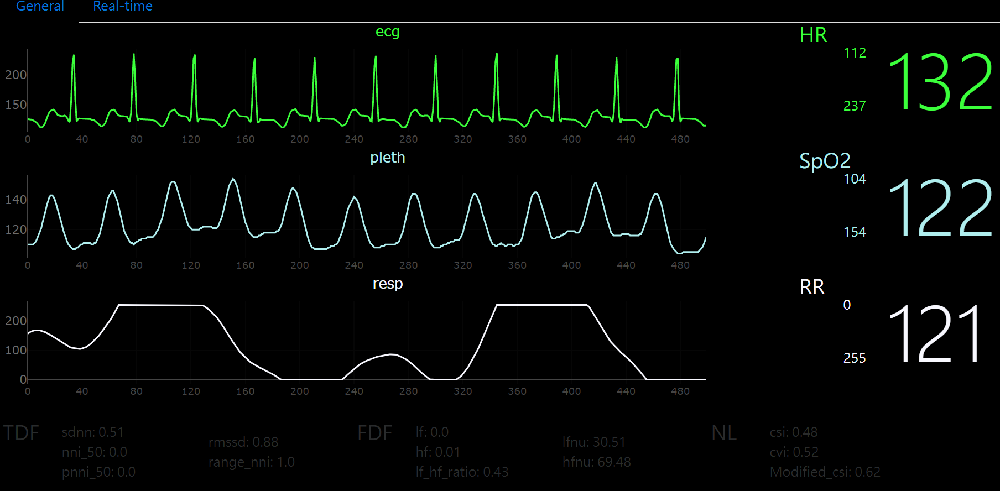 General Real-time
ecg
HR
112
132
237
200
150
0 40 80 120 160 200 240 280 320 360 400 440 480
pleth
SpO2
104
122
154
140
120
0 40 80 120 160 200 240 280 320 360 400 440 480
resp
RR
0
121
255
200
100
0
0 40 80 120 160 200 240 280 320 360 400 440 480
TDF
sdnn: 0.51
nni_50: 0.0
pnni_50: 0.0
rmssd: 0.88
range_nni: 1.0
FDF
lf: 0.0
hf: 0.01
lf_hf_ratio: 0.43
lfnu: 30.51
hfnu: 69.48
NL
csi: 0.48
cvi: 0.52
Modified_csi: 0.62